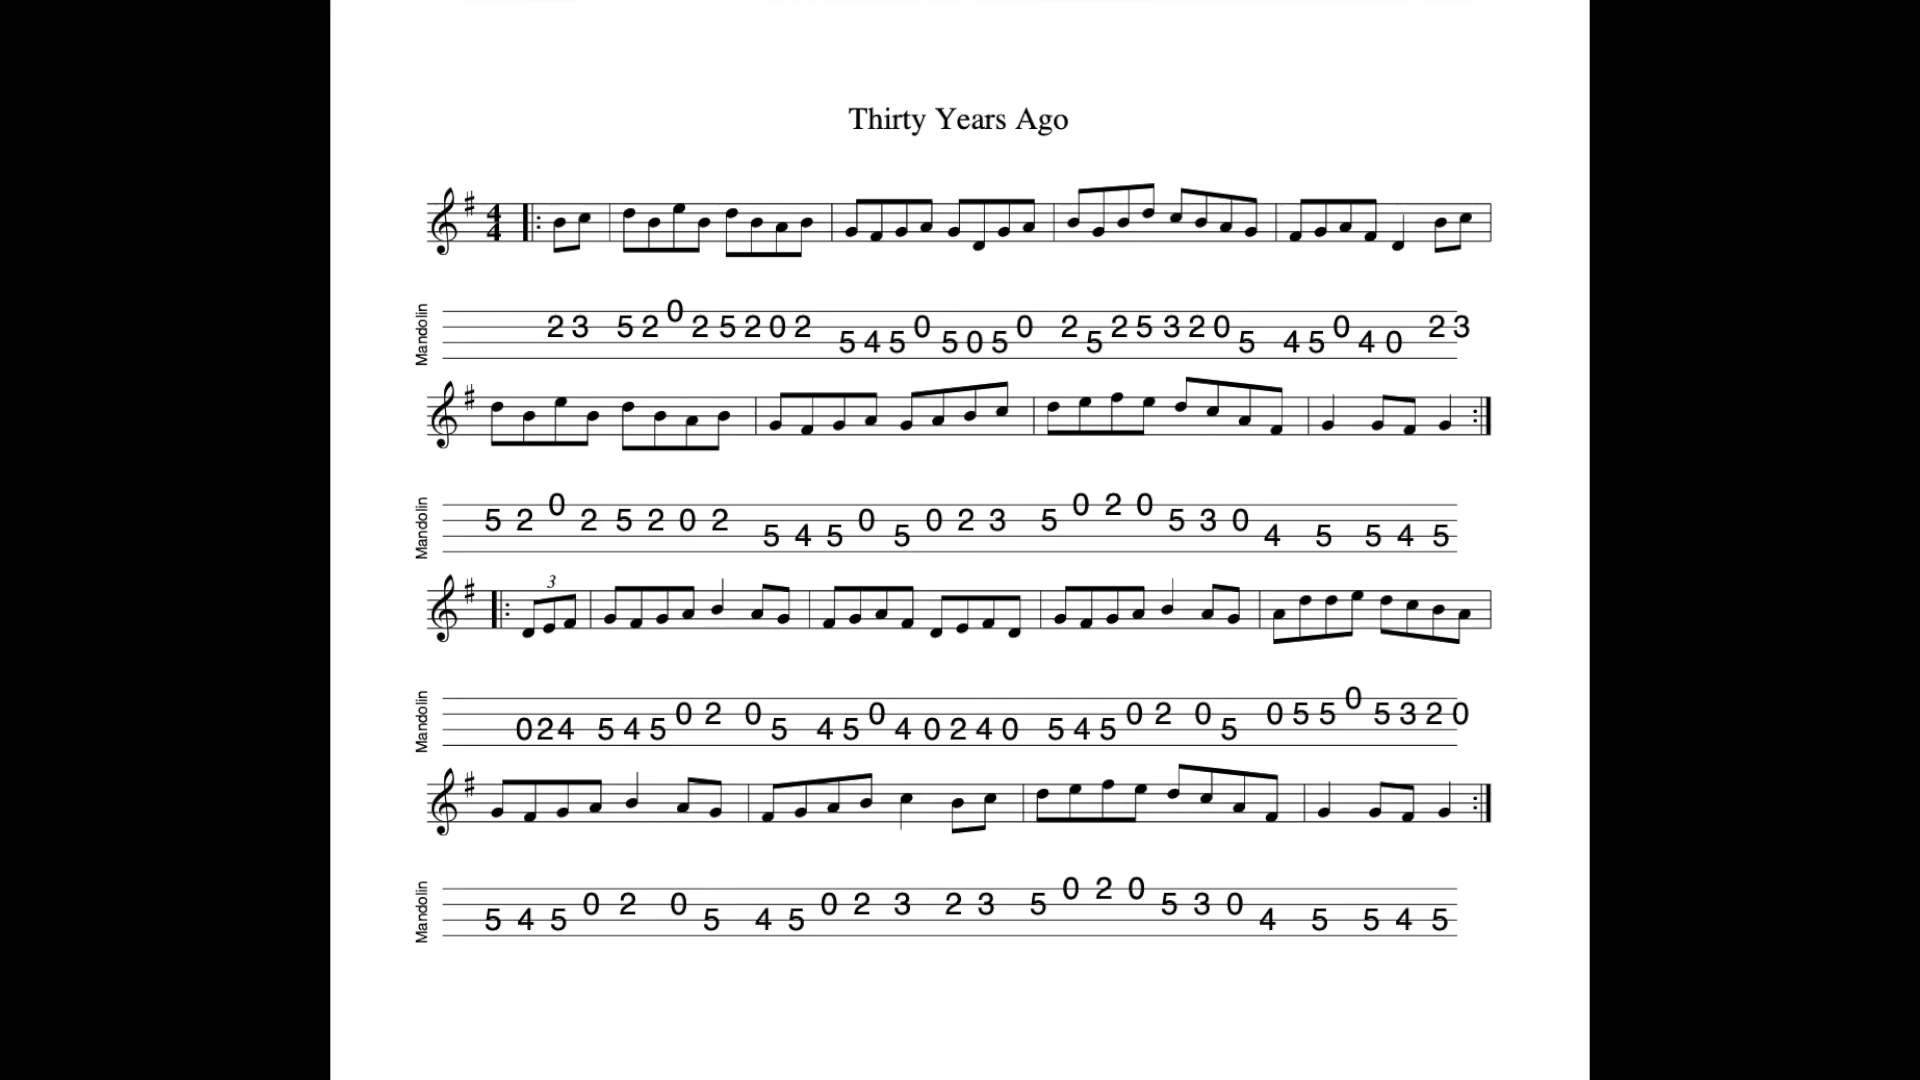 Thirty Years Ago
4
4
Mandolin
2 3 5 2 0 2 5 2 0 2 5 4 5 0 5 0 5 0 2 5 2 5 3 2 0 5 4 5 0 4 0 2 3
Mandolin
5 2 0 2 5 2 0 2 5 4 5 0 5 0 2 3 5 0 2 0 5 3 0 4 5 5 4 5
3
Mandolin
0 2 4 5 4 5 0 2 0 5 4 5 0 4 0 2 4 0 5 4 5 0 2 0 5 0 5 5 0 5 3 2 0
Mandolin
5 4 5 0 2 0 5 4 5 0 2 3 2 3 5 0 2 0 5 3 0 4 5 5 4 5